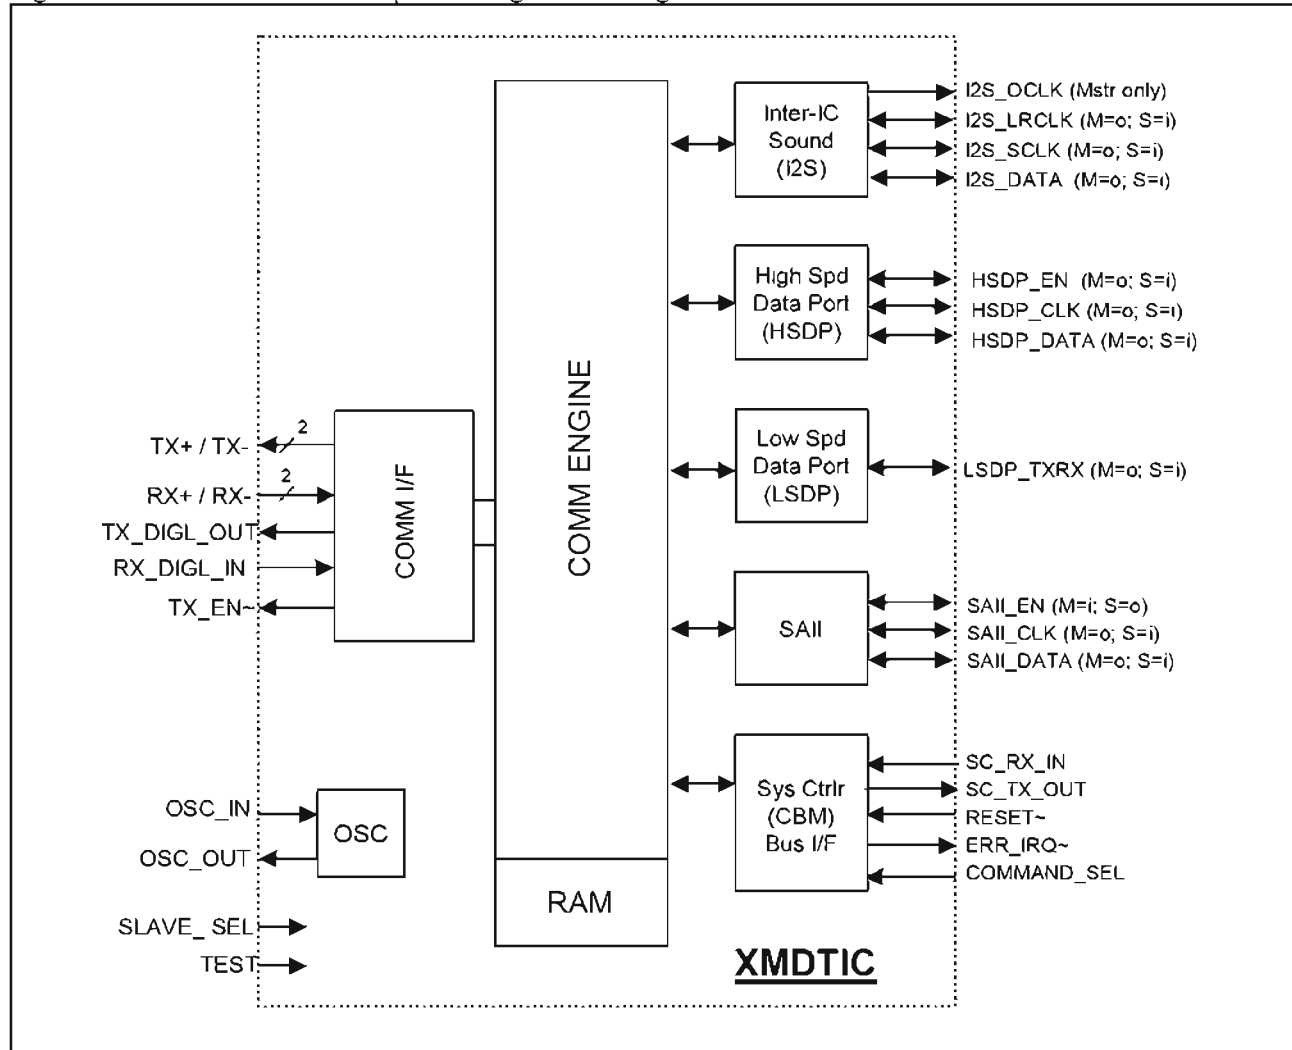 Inter-IC
Sound
(I2S)
I2S_OCLK (Mstr only)
I2S_LRCLK (M=o; S=i)
I2S_SCLK (M=o; S=i)
I2S_DATA (M=o; S=i)
High Spd
Data Port
(HSDP)
HSDP_EN (M=o; S=i)
HSDP_CLK (M=o; S=i)
HSDP_DATA (M=o; S=i)
Low Spd
Data Port
(LSDP)
LSDP_TXRX (M=o; S=i)
SAII
SAII_EN (M=i; S=o)
SAII_CLK (M=o; S=i)
SAII_DATA (M=o; S=i)
Sys Ctrlr
(CBM)
Bus I/F
SC_RX_IN
SC_TX_OUT
RESET~
ERR_IRQ~
COMMAND_SEL
COMM ENGINE
RAM
COMM I/F
TX+ / TX-
2
RX+ / RX-
2
TX_DIGL_OUT
RX_DIGL_IN
TX_EN~
OSC_IN
OSC
OSC_OUT
SLAVE_ SEL
TEST
XMDTIC